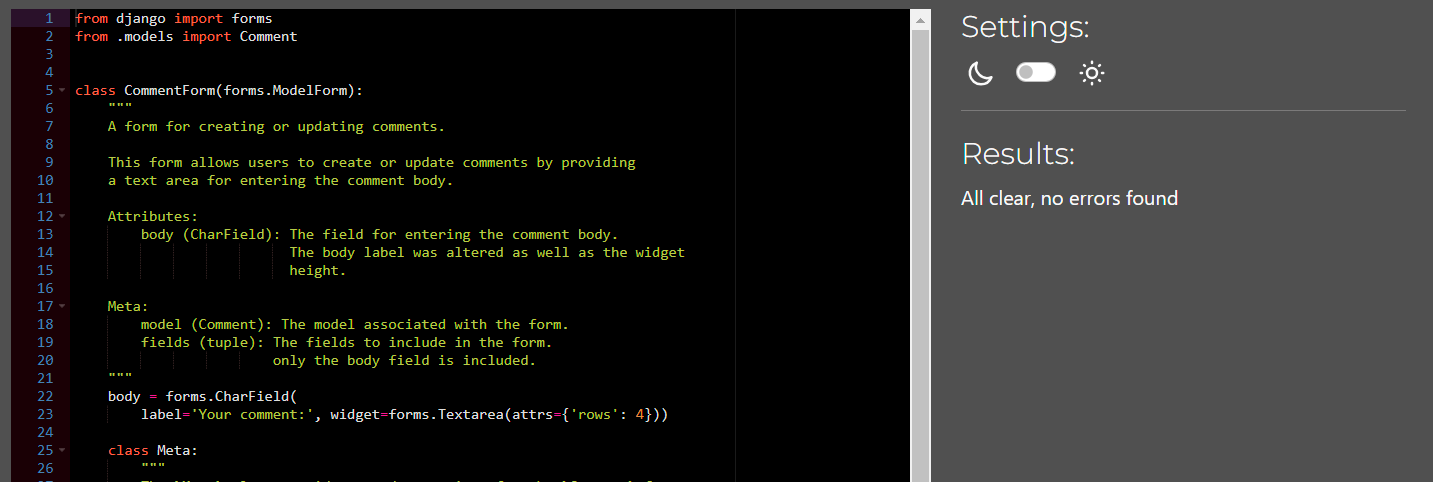 1 from django import forms
2 from .models import Comment
3
4
5 class CommentForm(forms.ModelForm):
6     """
7     A form for creating or updating comments.
8
9     This form allows users to create or update comments by providing
10     a text area for entering the comment body.
11
12     Attributes:
13         body (CharField): The field for entering the comment body.
14                           The body label was altered as well as the widget
15                           height.
16
17     Meta:
18         model (Comment): The model associated with the form.
19         fields (tuple): The fields to include in the form.
20                         only the body field is included.
21     """
22     body = forms.CharField(
23         label='Your comment:', widget=forms.Textarea(attrs={'rows': 4}))
24
25     class Meta:
26         """
Settings:
Results:
All clear, no errors found